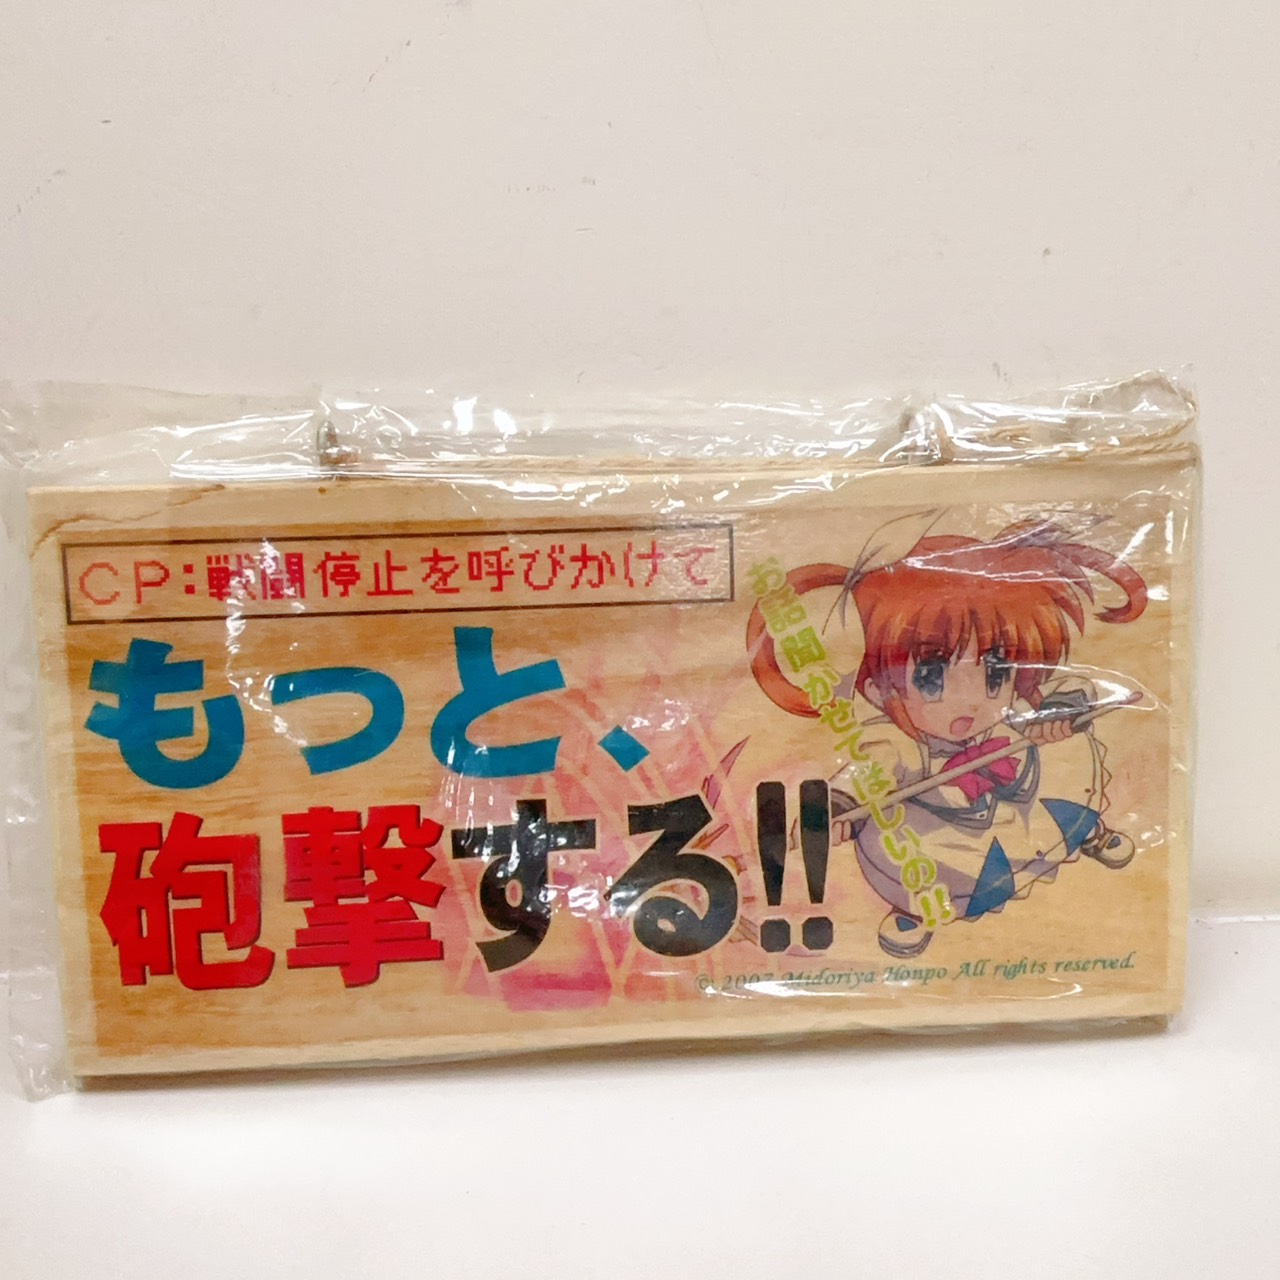 CP:戦闘停止を呼びかけて
もっと、
砲撃する!!
お話聞かせてほしいの!!
© 2007 Midoriya Honpo All rights reserved.